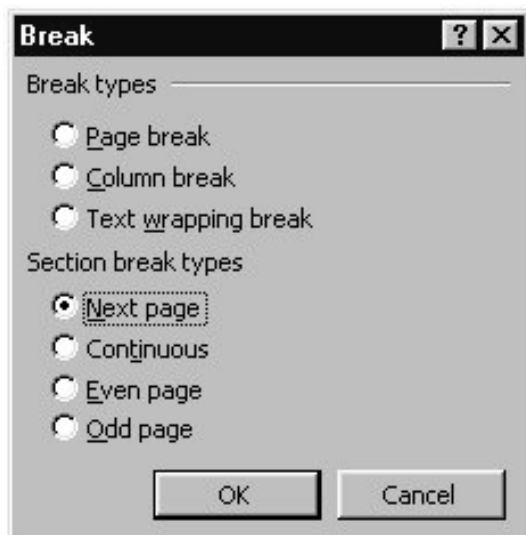 Break
Break types
Page break
Column break
Text wrapping break
Section break types
Next page
Continuous
Even page
Odd page
OK Cancel